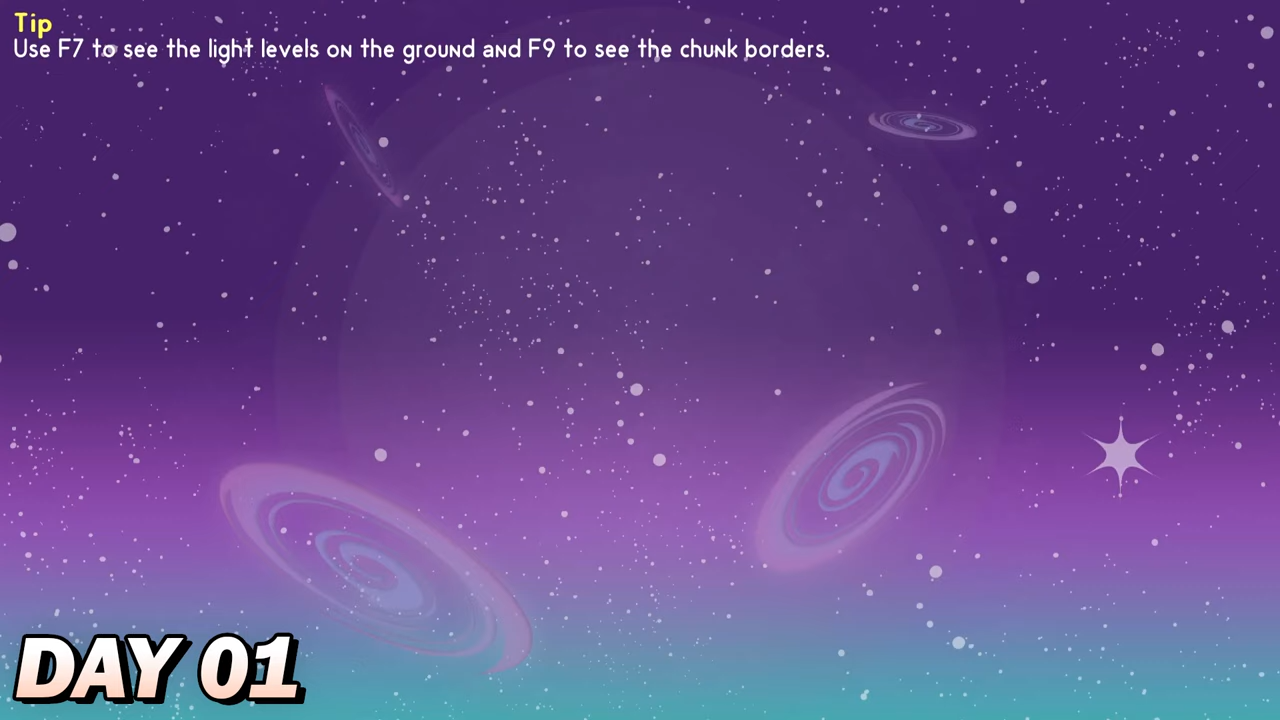 Tip
Use F7 to see the light levels on the ground and F9 to see the chunk borders.
DAY 01